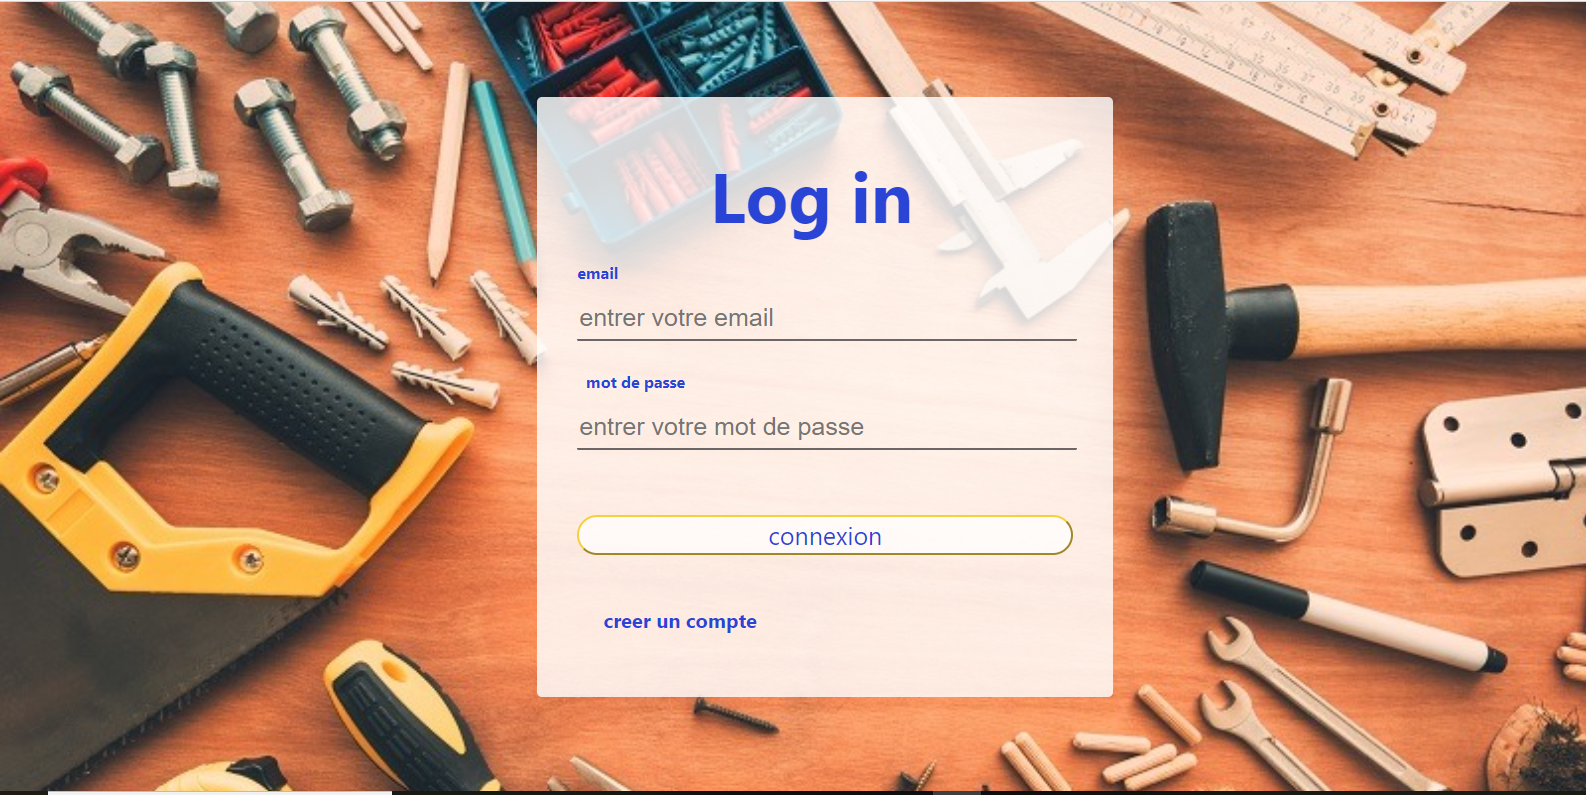 Log in
email
entrer votre email
mot de passe
entrer votre mot de passe
connexion
creer un compte